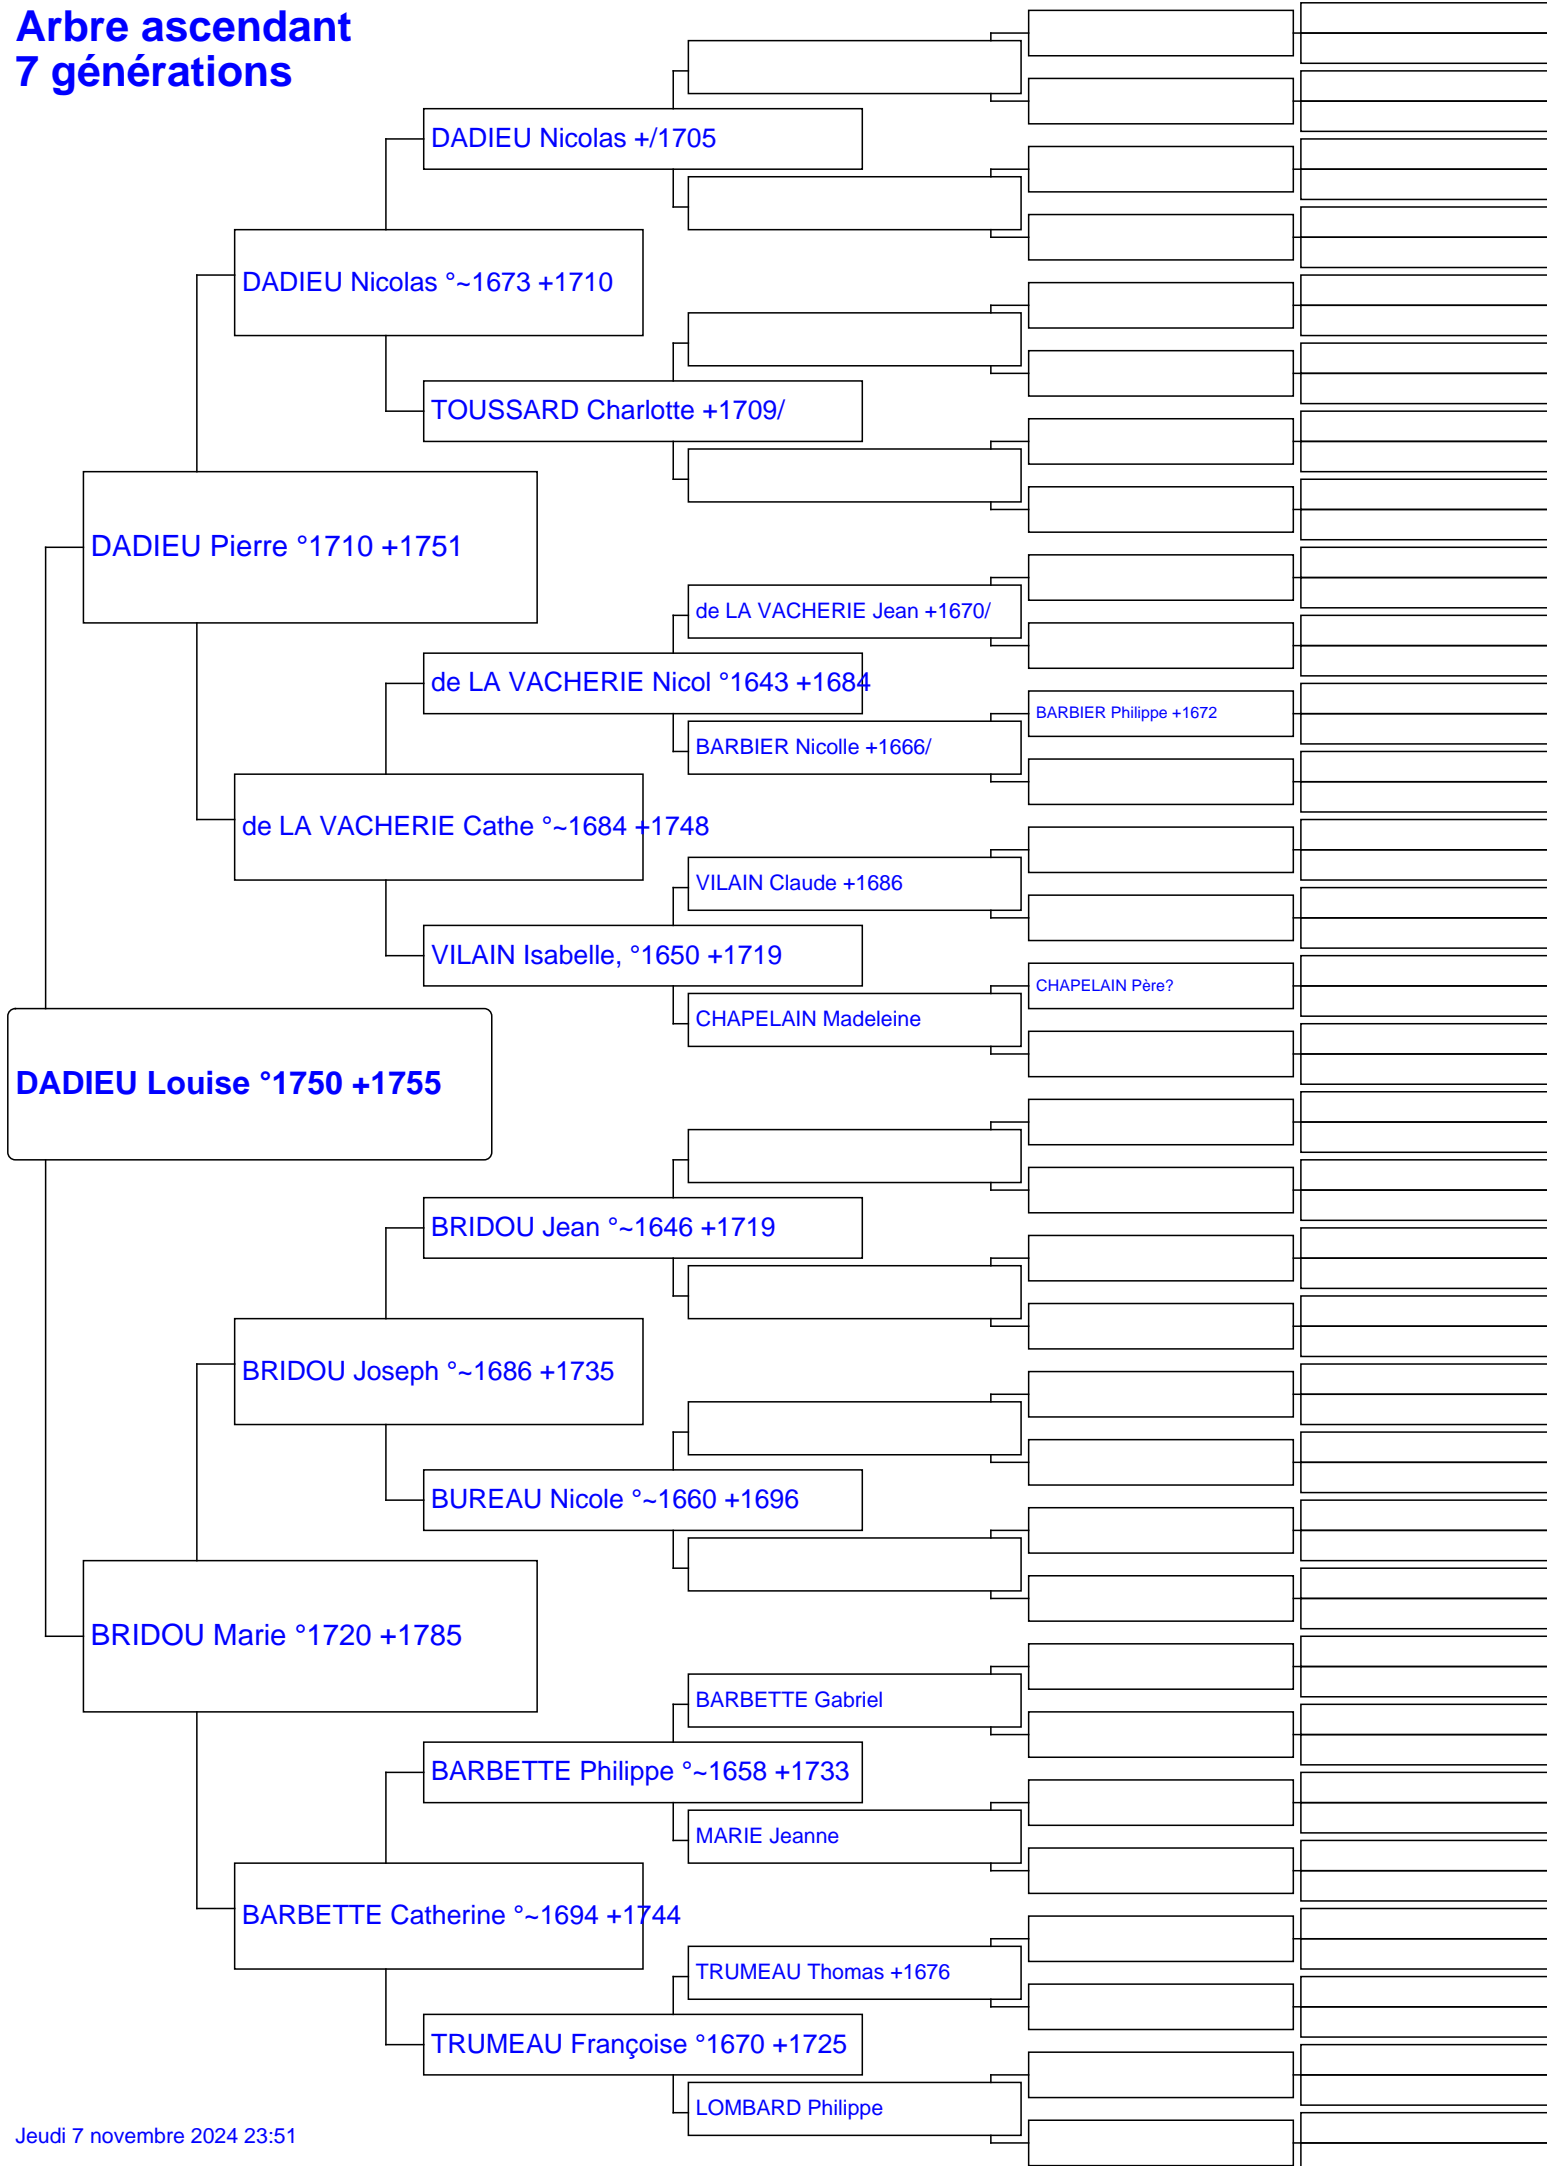 Arbre ascendant
7 générations
DADIEU Nicolas +/1705
DADIEU Nicolas °~1673 +1710
TOUSSARD Charlotte +1709/
DADIEU Pierre °1710 +1751
de LA VACHERIE Jean +1670/
de LA VACHERIE Nicol °1643 +1684
BARBIER Philippe +1672
BARBIER Nicolle +1666/
de LA VACHERIE Cathe °~1684 +1748
VILAIN Claude +1686
VILAIN Isabelle, °1650 +1719
CHAPELAIN Père?
CHAPELAIN Madeleine
DADIEU Louise °1750 +1755
BRIDOU Jean °~1646 +1719
BRIDOU Joseph °~1686 +1735
BUREAU Nicole °~1660 +1696
BRIDOU Marie °1720 +1785
BARBETTE Gabriel
BARBETTE Philippe °~1658 +1733
MARIE Jeanne
BARBETTE Catherine °~1694 +1744
TRUMEAU Thomas +1676
TRUMEAU Françoise °1670 +1725
LOMBARD Philippe
Jeudi 7 novembre 2024 23:51